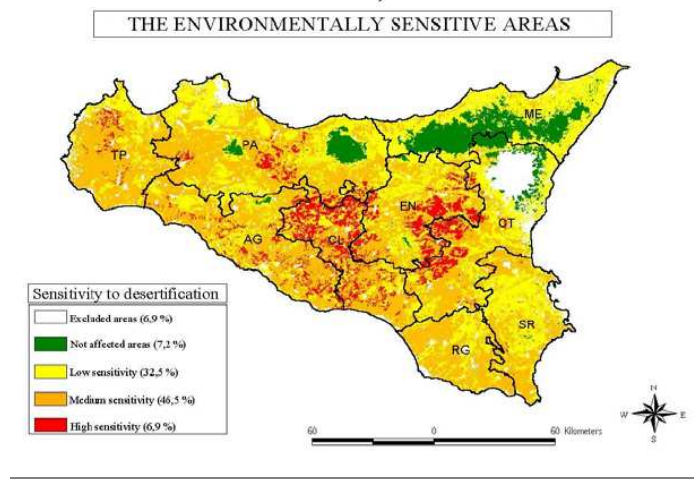 THE ENVIRONMENTALLY SENSITIVE AREAS
ME
PA
TP
EN
CT
AG
CL
SR
RG
Sensitivity to desertification
Excluded areas (6,9 %)
Not affected areas (7,2 %)
Low sensitivity (32,5 %)
Medium sensitivity (46,5 %)
High sensitivity (6,9 %)
N
W E
S
60 0 60 Kilometers